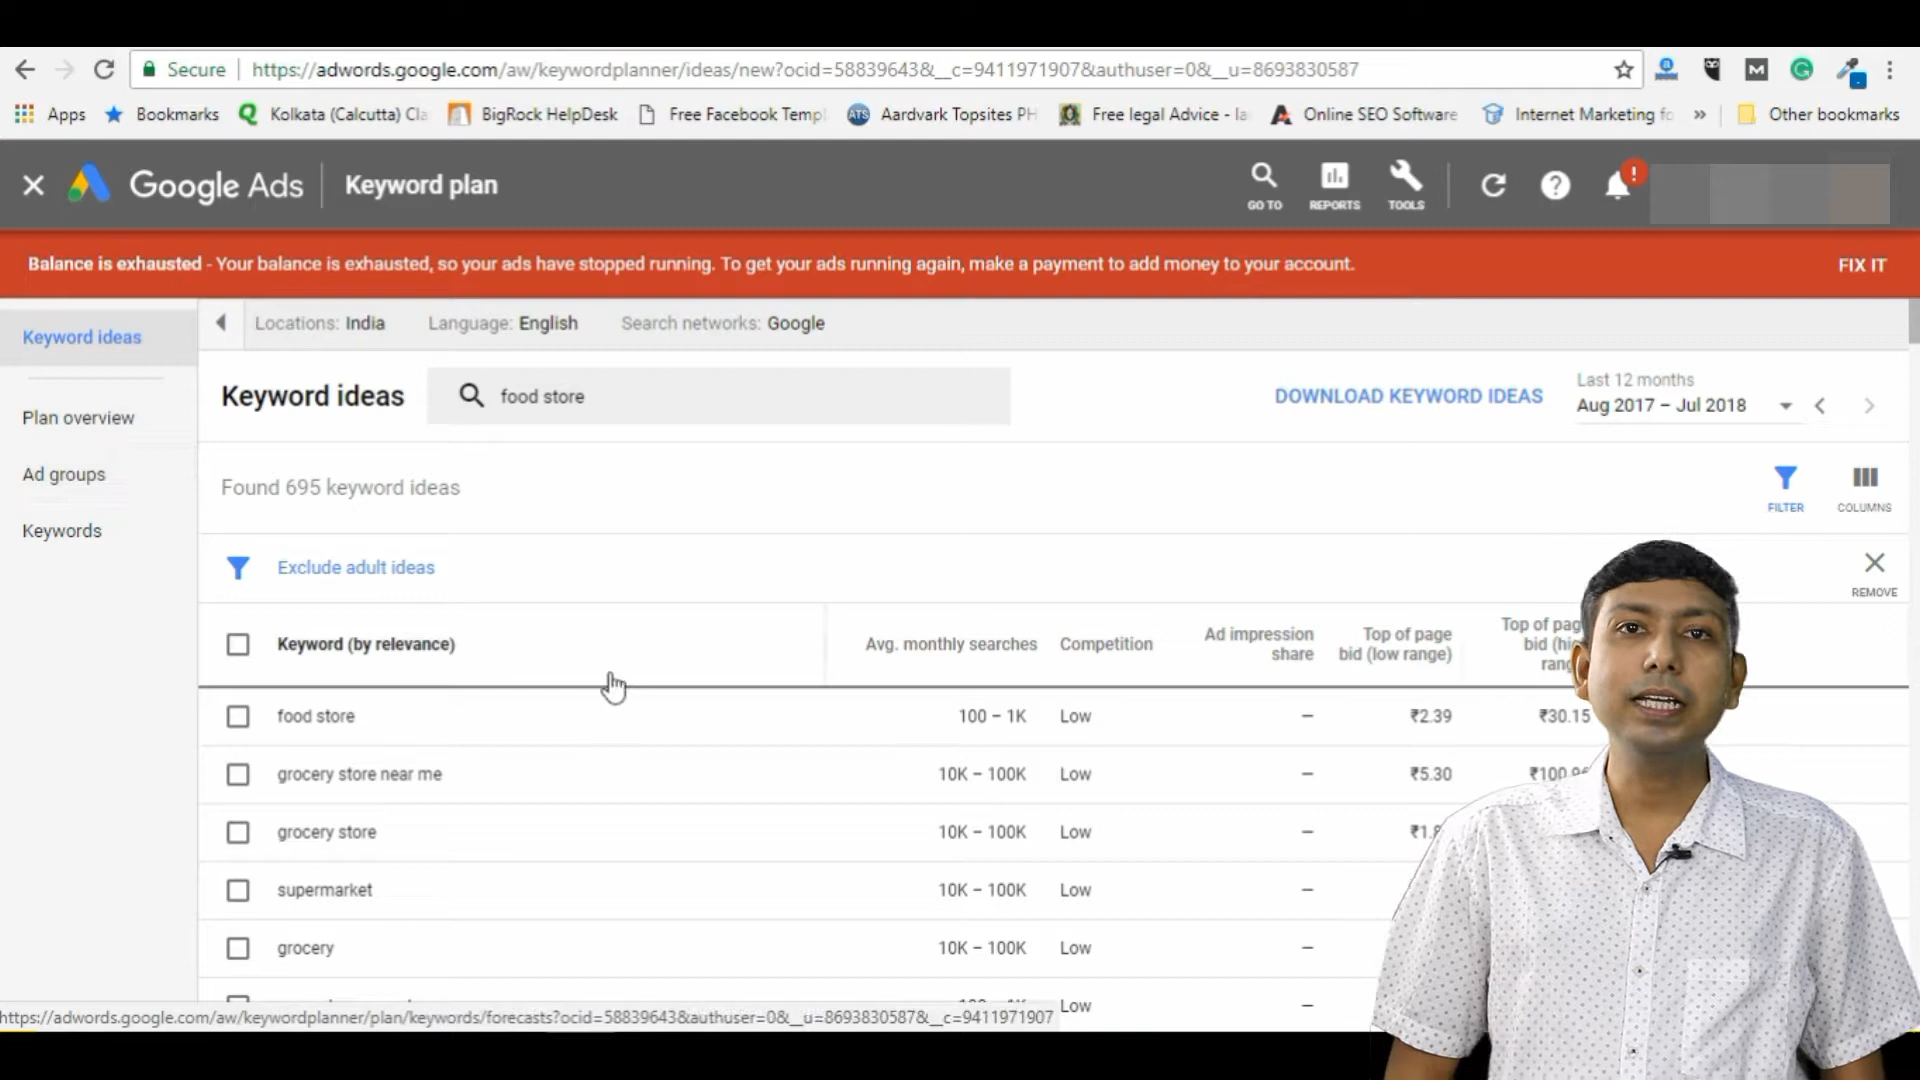 Secure https://adwords.google.com/aw/keywordplanner/ideas/new?ocid=58839643&__c=9411971907&authuser=0&__u=8693830587
Apps Bookmarks Kolkata (Calcutta) Cla BigRock HelpDesk Free Facebook Templ Aardvark Topsites PH Free legal Advice - la Online SEO Software Internet Marketing fo » Other bookmarks
Google Ads Keyword plan GO TO REPORTS TOOLS
Balance is exhausted - Your balance is exhausted, so your ads have stopped running. To get your ads running again, make a payment to add money to your account. FIX IT
Keyword ideas
Plan overview
Ad groups
Keywords
Locations: India Language: English Search networks: Google
Keyword ideas food store DOWNLOAD KEYWORD IDEAS Last 12 months
Aug 2017 – Jul 2018
Found 695 keyword ideas FILTER COLUMNS
Exclude adult ideas REMOVE
Keyword (by relevance) Avg. monthly searches Competition Ad impression share Top of page bid (low range) Top of
food store 100 – 1K Low – ₹2.39 ₹30.15
grocery store near me 10K – 100K Low – ₹5.30
grocery store 10K – 100K Low –
supermarket 10K – 100K Low –
grocery 10K – 100K Low –
Low –
https://adwords.google.com/aw/keywordplanner/plan/keywords/forecasts?ocid=58839643&authuser=0&__u=8693830587&__c=9411971907